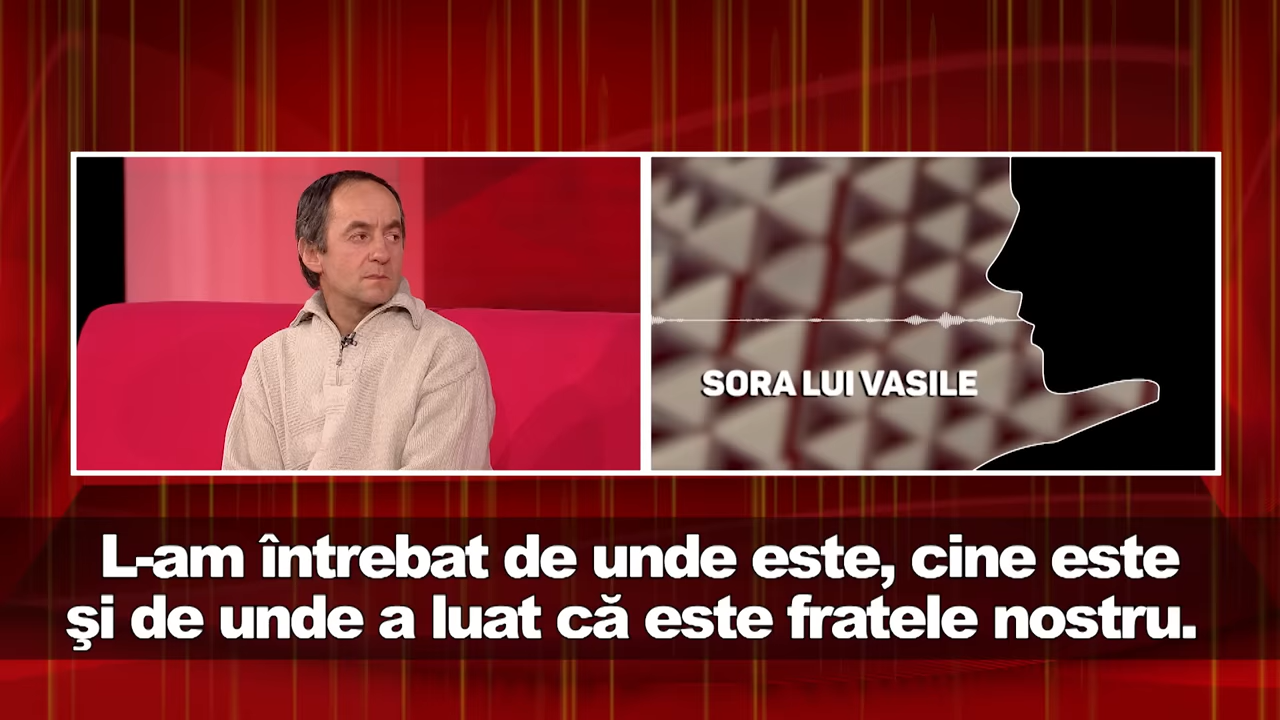 SORA LUI VASILE
L-am întrebat de unde este, cine este
şi de unde a luat că este fratele nostru.